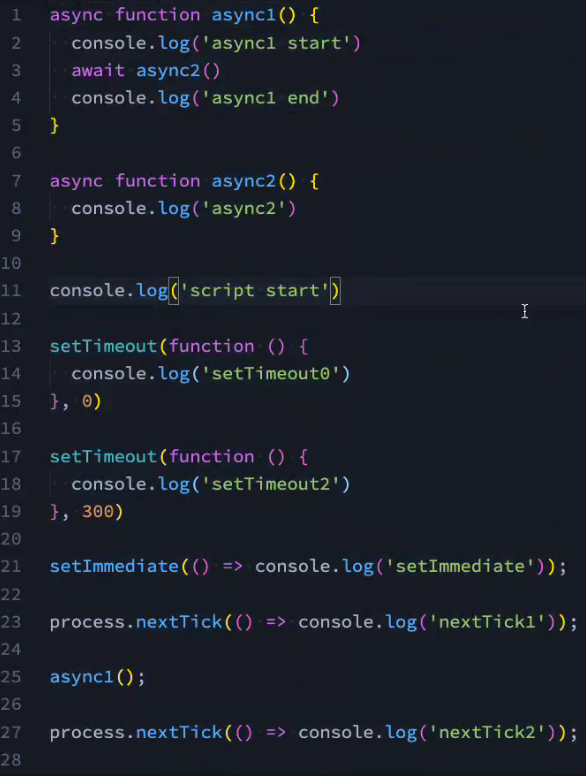 1 async function async1() {
2 console.log('async1 start')
3 await async2()
4 console.log('async1 end')
5 }
6
7 async function async2() {
8 console.log('async2')
9 }
10
11 console.log('script start')
12
13 setTimeout(function () {
14 console.log('setTimeout0')
15 }, 0)
16
17 setTimeout(function () {
18 console.log('setTimeout2')
19 }, 300)
20
21 setImmediate(() => console.log('setImmediate'));
22
23 process.nextTick(() => console.log('nextTick1'));
24
25 async1();
26
27 process.nextTick(() => console.log('nextTick2'));
28